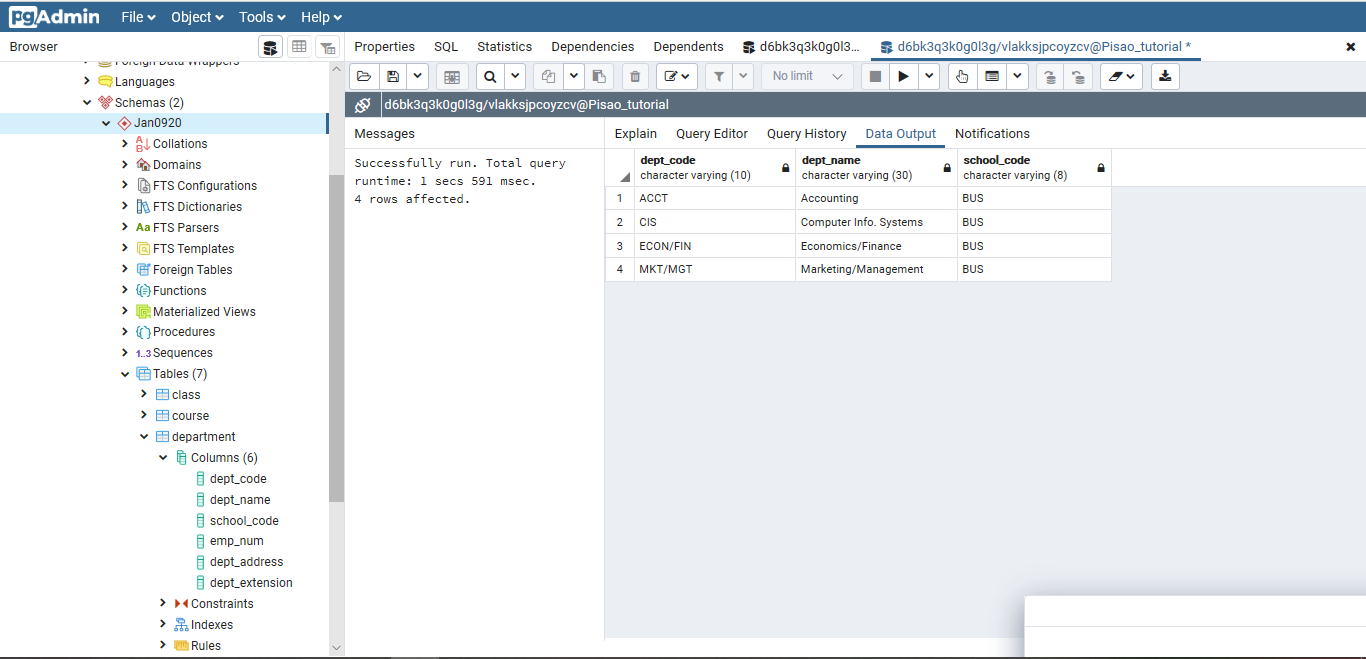 pgAdmin File Object Tools Help
Browser
Properties SQL Statistics Dependencies Dependents d6bk3q3k0g0l3... d6bk3q3k0g0l3g/vlakksjpcoyzcv@Pisao_tutorial *
No limit
d6bk3q3k0g0l3g/vlakksjpcoyzcv@Pisao_tutorial
Foreign Data Wrappers
Languages
Schemas (2)
Jan0920
Collations
Domains
FTS Configurations
FTS Dictionaries
Aa FTS Parsers
FTS Templates
Foreign Tables
Functions
Materialized Views
Procedures
1..3 Sequences
Tables (7)
class
course
department
Columns (6)
dept_code
dept_name
school_code
emp_num
dept_address
dept_extension
Constraints
Indexes
Rules
Messages
Successfully run. Total query
runtime: 1 secs 591 msec.
4 rows affected.
Explain Query Editor Query History Data Output Notifications
dept_code dept_name school_code
character varying (10) character varying (30) character varying (8)
1 ACCT Accounting BUS
2 CIS Computer Info. Systems BUS
3 ECON/FIN Economics/Finance BUS
4 MKT/MGT Marketing/Management BUS